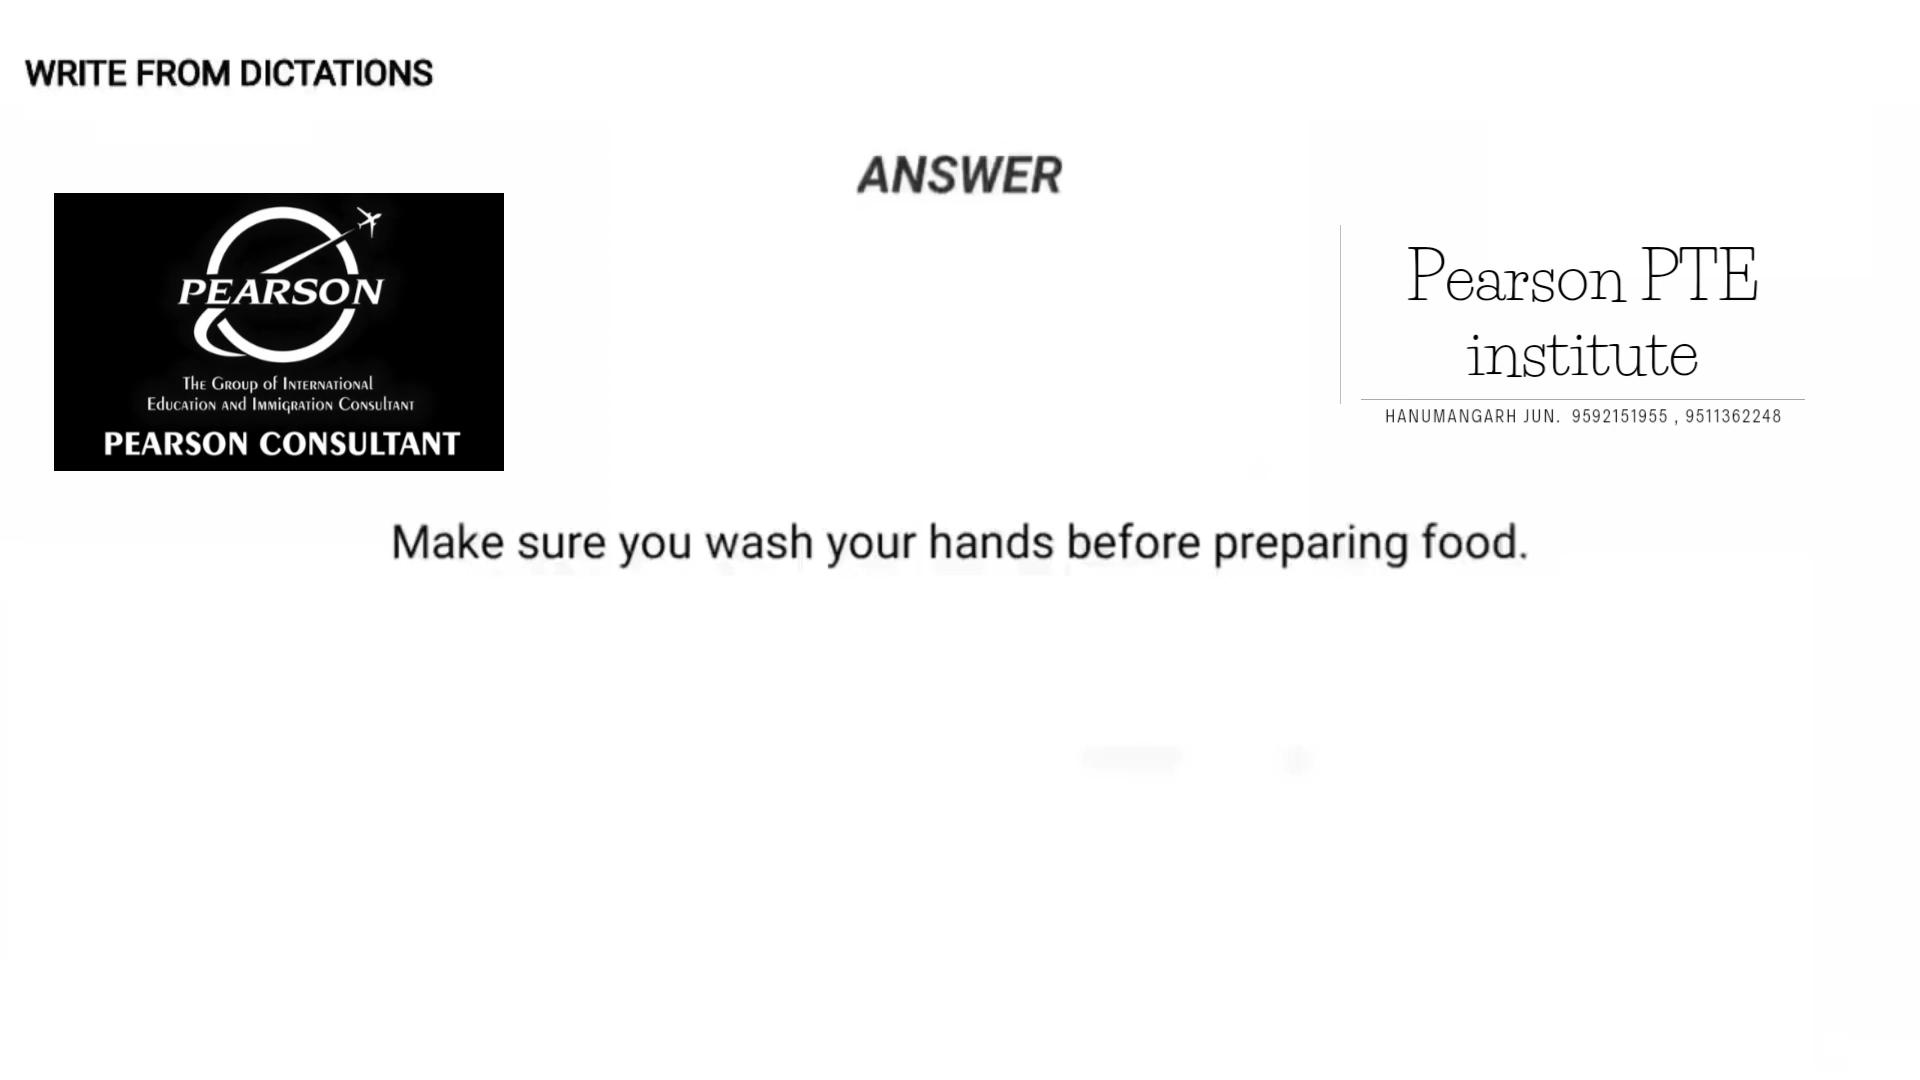 WRITE FROM DICTATIONS
ANSWER
PEARSON
The Group of International
Education and Immigration Consultant
PEARSON CONSULTANT
Pearson PTE
institute
HANUMANGARH JUN. 9592151955 , 9511362248
Make sure you wash your hands before preparing food.